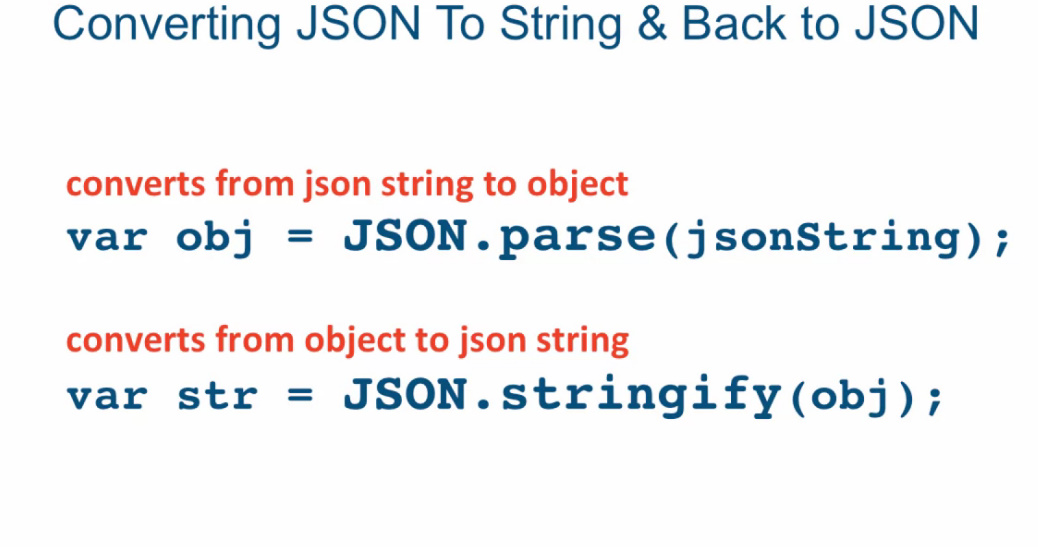 Converting JSON To String & Back to JSON
converts from json string to object
var obj = JSON.parse(jsonString);
converts from object to json string
var str = JSON.stringify(obj);